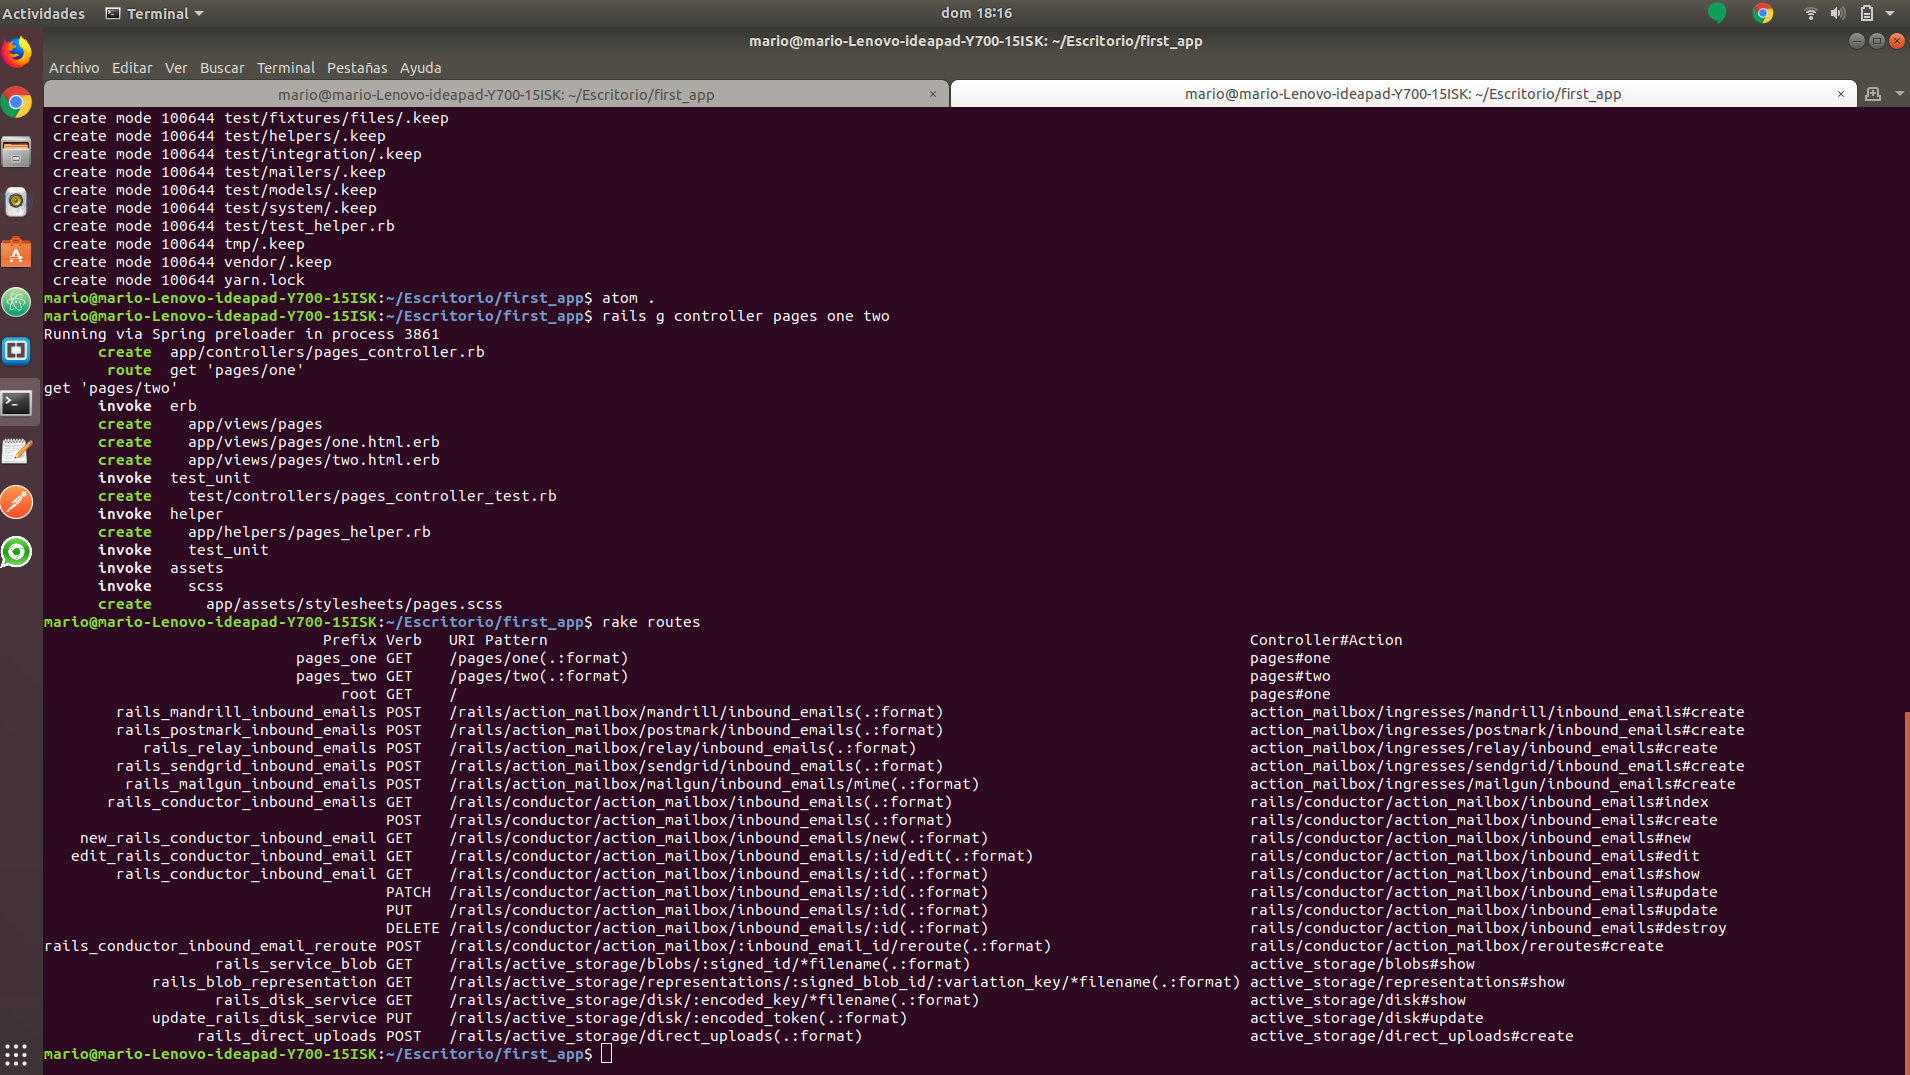 Actividades Terminal dom 18:16
mario@mario-Lenovo-ideapad-Y700-15ISK: ~/Escritorio/first_app
Archivo Editar Ver Buscar Terminal Pestañas Ayuda
mario@mario-Lenovo-ideapad-Y700-15ISK: ~/Escritorio/first_app × mario@mario-Lenovo-ideapad-Y700-15ISK: ~/Escritorio/first_app ×
create mode 100644 test/fixtures/files/.keep
create mode 100644 test/helpers/.keep
create mode 100644 test/integration/.keep
create mode 100644 test/mailers/.keep
create mode 100644 test/models/.keep
create mode 100644 test/system/.keep
create mode 100644 test/test_helper.rb
create mode 100644 tmp/.keep
create mode 100644 vendor/.keep
create mode 100644 yarn.lock
mario@mario-Lenovo-ideapad-Y700-15ISK:~/Escritorio/first_app$ atom .
mario@mario-Lenovo-ideapad-Y700-15ISK:~/Escritorio/first_app$ rails g controller pages one two
Running via Spring preloader in process 3861
create app/controllers/pages_controller.rb
route get 'pages/one'
get 'pages/two'
invoke erb
create app/views/pages
create app/views/pages/one.html.erb
create app/views/pages/two.html.erb
invoke test_unit
create test/controllers/pages_controller_test.rb
invoke helper
create app/helpers/pages_helper.rb
invoke test_unit
invoke assets
invoke scss
create app/assets/stylesheets/pages.scss
mario@mario-Lenovo-ideapad-Y700-15ISK:~/Escritorio/first_app$ rake routes
Prefix Verb URI Pattern Controller#Action
pages_one GET /pages/one(.:format) pages#one
pages_two GET /pages/two(.:format) pages#two
root GET / pages#one
rails_mandrill_inbound_emails POST /rails/action_mailbox/mandrill/inbound_emails(.:format) action_mailbox/ingresses/mandrill/inbound_emails#create
rails_postmark_inbound_emails POST /rails/action_mailbox/postmark/inbound_emails(.:format) action_mailbox/ingresses/postmark/inbound_emails#create
rails_relay_inbound_emails POST /rails/action_mailbox/relay/inbound_emails(.:format) action_mailbox/ingresses/relay/inbound_emails#create
rails_sendgrid_inbound_emails POST /rails/action_mailbox/sendgrid/inbound_emails(.:format) action_mailbox/ingresses/sendgrid/inbound_emails#create
rails_mailgun_inbound_emails POST /rails/action_mailbox/mailgun/inbound_emails/mime(.:format) action_mailbox/ingresses/mailgun/inbound_emails#create
rails_conductor_inbound_emails GET /rails/conductor/action_mailbox/inbound_emails(.:format) rails/conductor/action_mailbox/inbound_emails#index
POST /rails/conductor/action_mailbox/inbound_emails(.:format) rails/conductor/action_mailbox/inbound_emails#create
new_rails_conductor_inbound_email GET /rails/conductor/action_mailbox/inbound_emails/new(.:format) rails/conductor/action_mailbox/inbound_emails#new
edit_rails_conductor_inbound_email GET /rails/conductor/action_mailbox/inbound_emails/:id/edit(.:format) rails/conductor/action_mailbox/inbound_emails#edit
rails_conductor_inbound_email GET /rails/conductor/action_mailbox/inbound_emails/:id(.:format) rails/conductor/action_mailbox/inbound_emails#show
PATCH /rails/conductor/action_mailbox/inbound_emails/:id(.:format) rails/conductor/action_mailbox/inbound_emails#update
PUT /rails/conductor/action_mailbox/inbound_emails/:id(.:format) rails/conductor/action_mailbox/inbound_emails#update
DELETE /rails/conductor/action_mailbox/inbound_emails/:id(.:format) rails/conductor/action_mailbox/inbound_emails#destroy
rails_conductor_inbound_email_reroute POST /rails/conductor/action_mailbox/:inbound_email_id/reroute(.:format) rails/conductor/action_mailbox/reroutes#create
rails_service_blob GET /rails/active_storage/blobs/:signed_id/*filename(.:format) active_storage/blobs#show
rails_blob_representation GET /rails/active_storage/representations/:signed_blob_id/:variation_key/*filename(.:format) active_storage/representations#show
rails_disk_service GET /rails/active_storage/disk/:encoded_key/*filename(.:format) active_storage/disk#show
update_rails_disk_service PUT /rails/active_storage/disk/:encoded_token(.:format) active_storage/disk#update
rails_direct_uploads POST /rails/active_storage/direct_uploads(.:format) active_storage/direct_uploads#create
mario@mario-Lenovo-ideapad-Y700-15ISK:~/Escritorio/first_app$